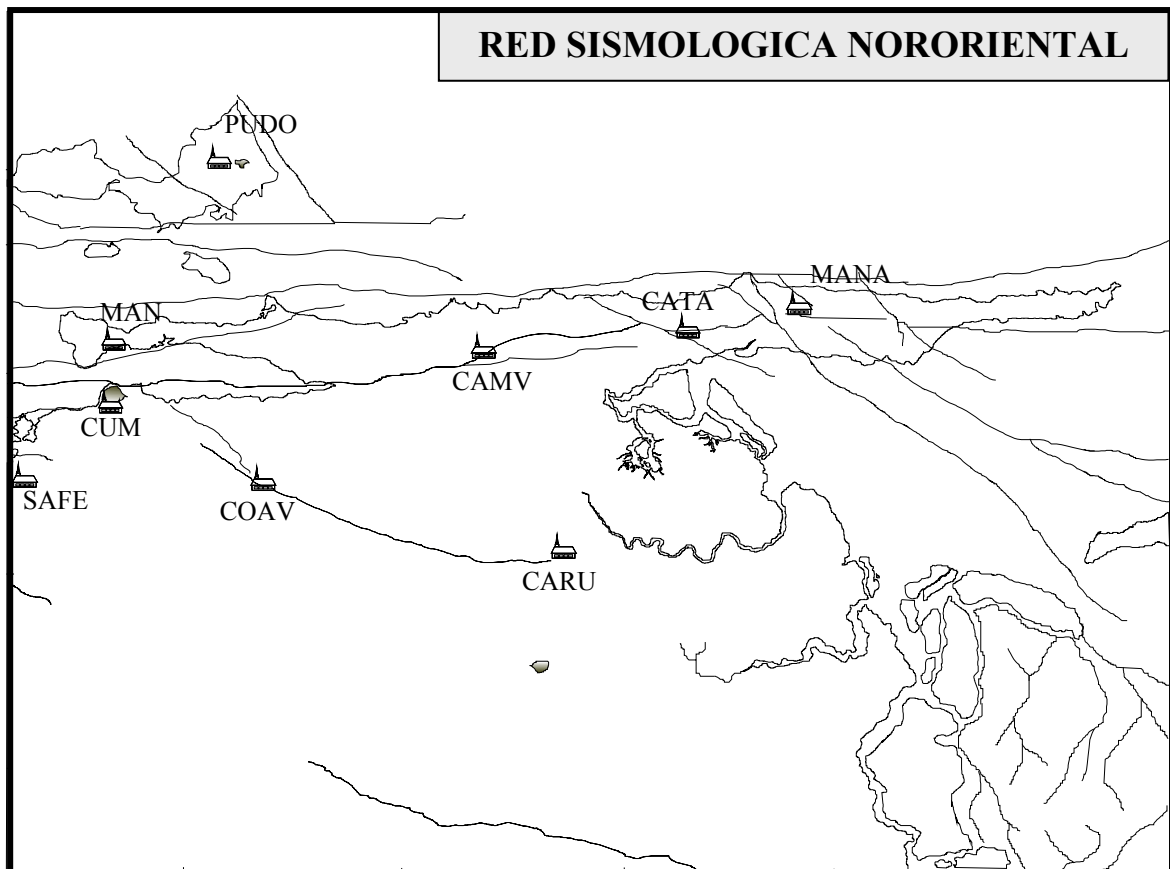 RED SISMOLOGICA NORORIENTAL
PUDO
MANA
CATA
MAN
CAMV
CUM
SAFE
COAV
CARU